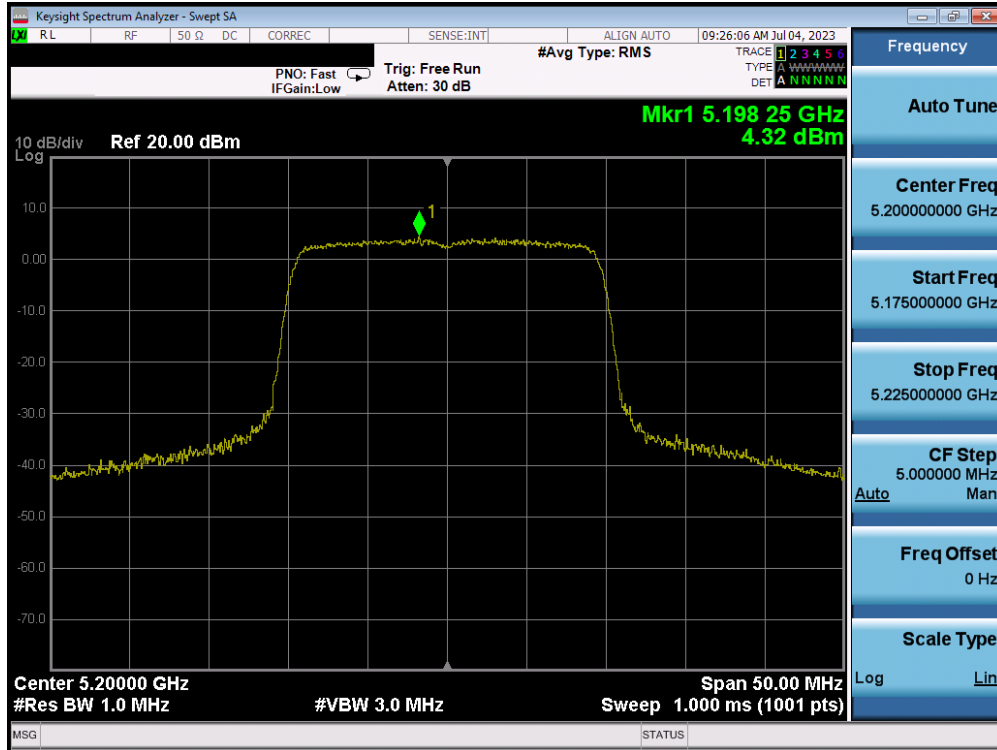 Keysight Spectrum Analyzer - Swept SA
LXI RL RF 50 Ω DC CORREC SENSE:INT ALIGN AUTO 09:26:06 AM Jul 04, 2023
PNO: Fast
IFGain:Low
Trig: Free Run
Atten: 30 dB
#Avg Type: RMS
TRACE 1 2 3 4 5 6
TYPE A WWWWW
DET A N N N N N
Mkr1 5.198 25 GHz
4.32 dBm
10 dB/div
Log
Ref 20.00 dBm
1
10.0
0.00
-10.0
-20.0
-30.0
-40.0
-50.0
-60.0
-70.0
Center 5.20000 GHz
Span 50.00 MHz
#Res BW 1.0 MHz
#VBW 3.0 MHz
Sweep 1.000 ms (1001 pts)
MSG
STATUS
Frequency
Auto Tune
Center Freq
5.200000000 GHz
Start Freq
5.175000000 GHz
Stop Freq
5.225000000 GHz
CF Step
5.000000 MHz
Auto Man
Freq Offset
0 Hz
Scale Type
Log Lin